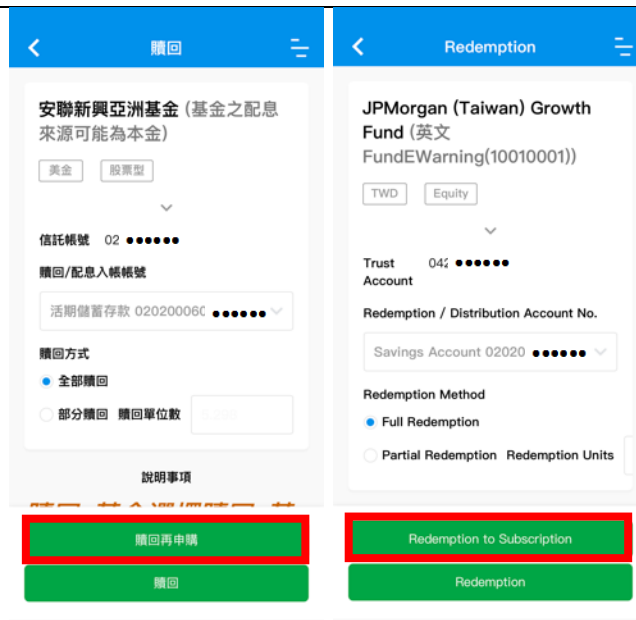 贖回
安聯新興亞洲基金 (基金之配息
來源可能為本金)
美金 股票型
信託帳號 02 ●●●●●●
贖回/配息入帳帳號
活期儲蓄存款 02020006 ●●●●●●
贖回方式
全部贖回
部分贖回 贖回單位數
說明事項
贖回再申購
贖回
Redemption
JPMorgan (Taiwan) Growth
Fund (英文
FundEWarning(10010001))
TWD Equity
Trust 04 ●●●●●●
Account
Redemption / Distribution Account No.
Savings Account 02020 ●●●●●●
Redemption Method
Full Redemption
Partial Redemption Redemption Units
Redemption to Subscription
Redemption